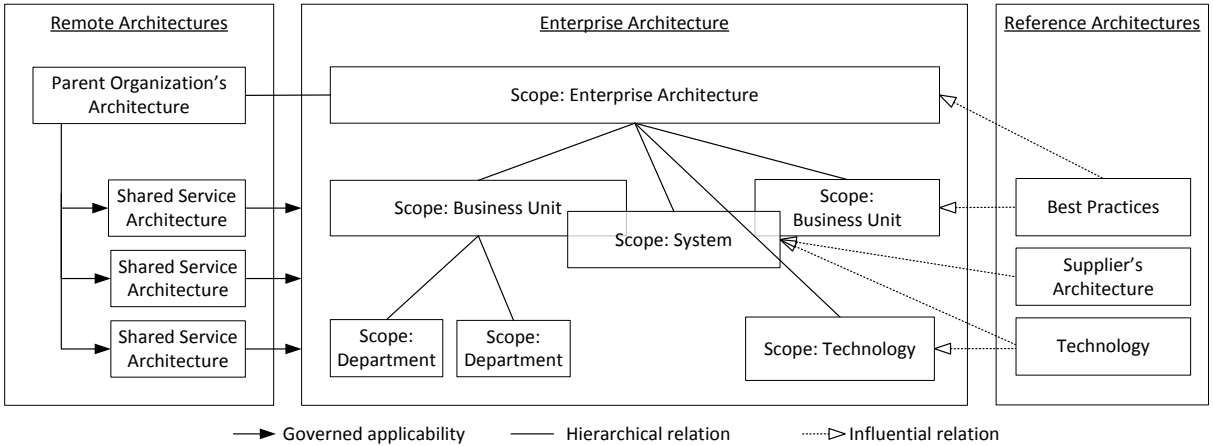 Remote Architectures
Parent Organization's
Architecture
Shared Service
Architecture
Shared Service
Architecture
Shared Service
Architecture
Enterprise Architecture
Scope: Enterprise Architecture
Scope: Business Unit
Scope:
Business Unit
Scope: System
Scope:
Department
Scope:
Department
Scope: Technology
Reference Architectures
Best Practices
Supplier's
Architecture
Technology
Governed applicability
Hierarchical relation
Influential relation